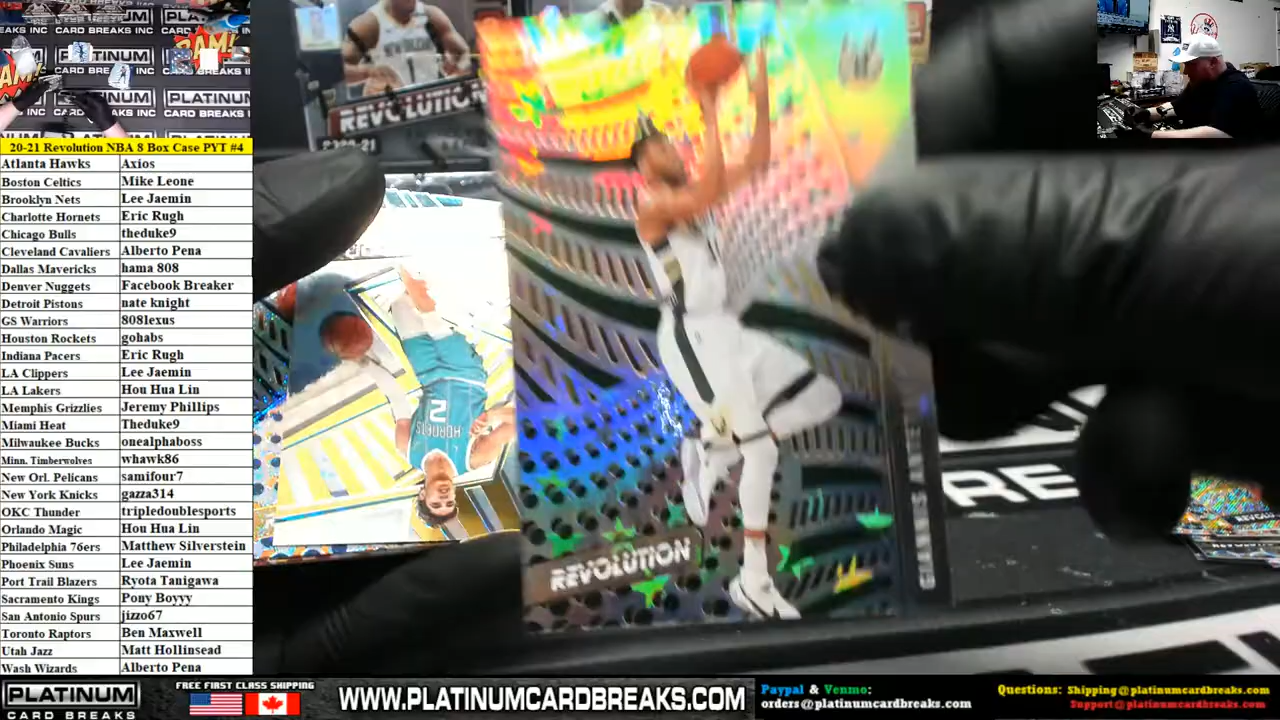 20-21 Revolution NBA 8 Box Case PYT #4
Atlanta Hawks Axios
Boston Celtics Mike Leone
Brooklyn Nets Lee Jaemin
Charlotte Hornets Eric Rugh
Chicago Bulls theduke9
Cleveland Cavaliers Alberto Pena
Dallas Mavericks hama 808
Denver Nuggets Facebook Breaker
Detroit Pistons nate knight
GS Warriors 808lexus
Houston Rockets gohabs
Indiana Pacers Eric Rugh
LA Clippers Lee Jaemin
LA Lakers Hou Hua Lin
Memphis Grizzlies Jeremy Phillips
Miami Heat Theduke9
Milwaukee Bucks onealphaboss
Minn. Timberwolves whawk86
New Orl. Pelicans samifour7
New York Knicks gazza314
OKC Thunder tripledoublesports
Orlando Magic Hou Hua Lin
Philadelphia 76ers Matthew Silverstein
Phoenix Suns Lee Jaemin
Port Trail Blazers Ryota Tanigawa
Sacramento Kings Pony Boyyy
San Antonio Spurs jizzo67
Toronto Raptors Ben Maxwell
Utah Jazz Matt Hollinsead
Wash Wizards Alberto Pena
REVOLUTION
REVOLUTION
HORNETS
2
PLATINUM
CARD BREAKS INC
BAM!
PLATINUM
CARD BREAKS
FREE FIRST CLASS SHIPPING
WWW.PLATINUMCARDBREAKS.COM
Paypal & Venmo:
orders@platinumcardbreaks.com
Questions: Shipping@platinumcardbreaks.com
Support@platinumcardbreaks.com